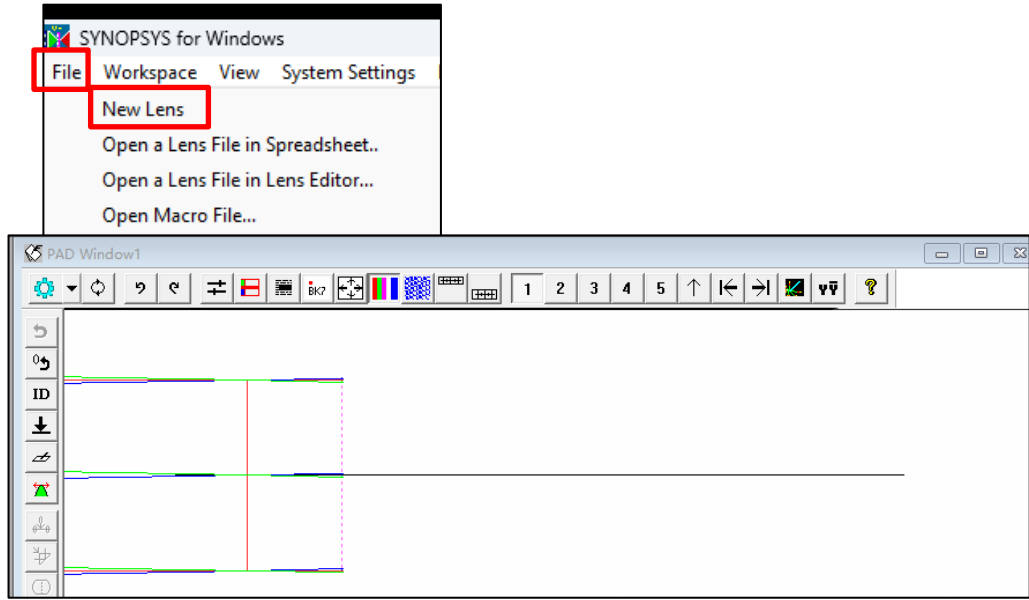 SYNOPSYS for Windows
File Workspace View System Settings
New Lens
Open a Lens File in Spreadsheet..
Open a Lens File in Lens Editor...
Open Macro File...
PAD Window1
BK7 1 2 3 4 5 ?
0
ID